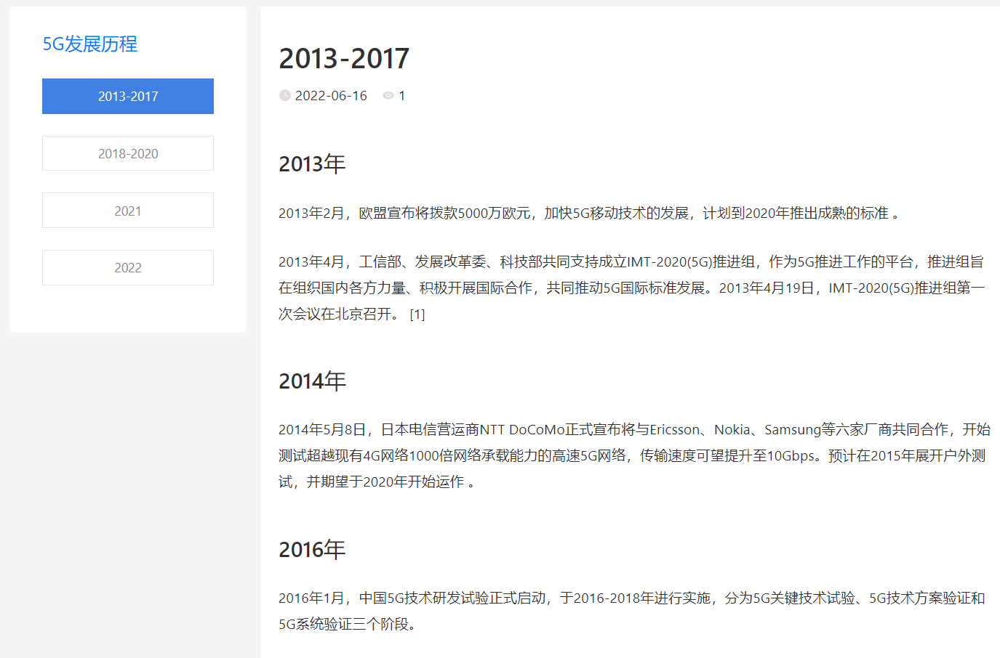 5G发展历程
2013-2017
2018-2020
2021
2022
2013-2017
2022-06-16 1
2013年
2013年2月，欧盟宣布将拨款5000万欧元，加快5G移动技术的发展，计划到2020年推出成熟的标准 。
2013年4月，工信部、发展改革委、科技部共同支持成立IMT-2020(5G)推进组，作为5G推进工作的平台，推进组旨
在组织国内各方力量、积极开展国际合作，共同推动5G国际标准发展。2013年4月19日，IMT-2020(5G)推进组第一
次会议在北京召开。 [1]
2014年
2014年5月8日，日本电信营运商NTT DoCoMo正式宣布将与Ericsson、Nokia、Samsung等六家厂商共同合作，开始
测试超越现有4G网络1000倍网络承载能力的高速5G网络，传输速度可望提升至10Gbps。预计在2015年展开户外测
试，并期望于2020年开始运作 。
2016年
2016年1月，中国5G技术研发试验正式启动，于2016-2018年进行实施，分为5G关键技术试验、5G技术方案验证和
5G系统验证三个阶段。